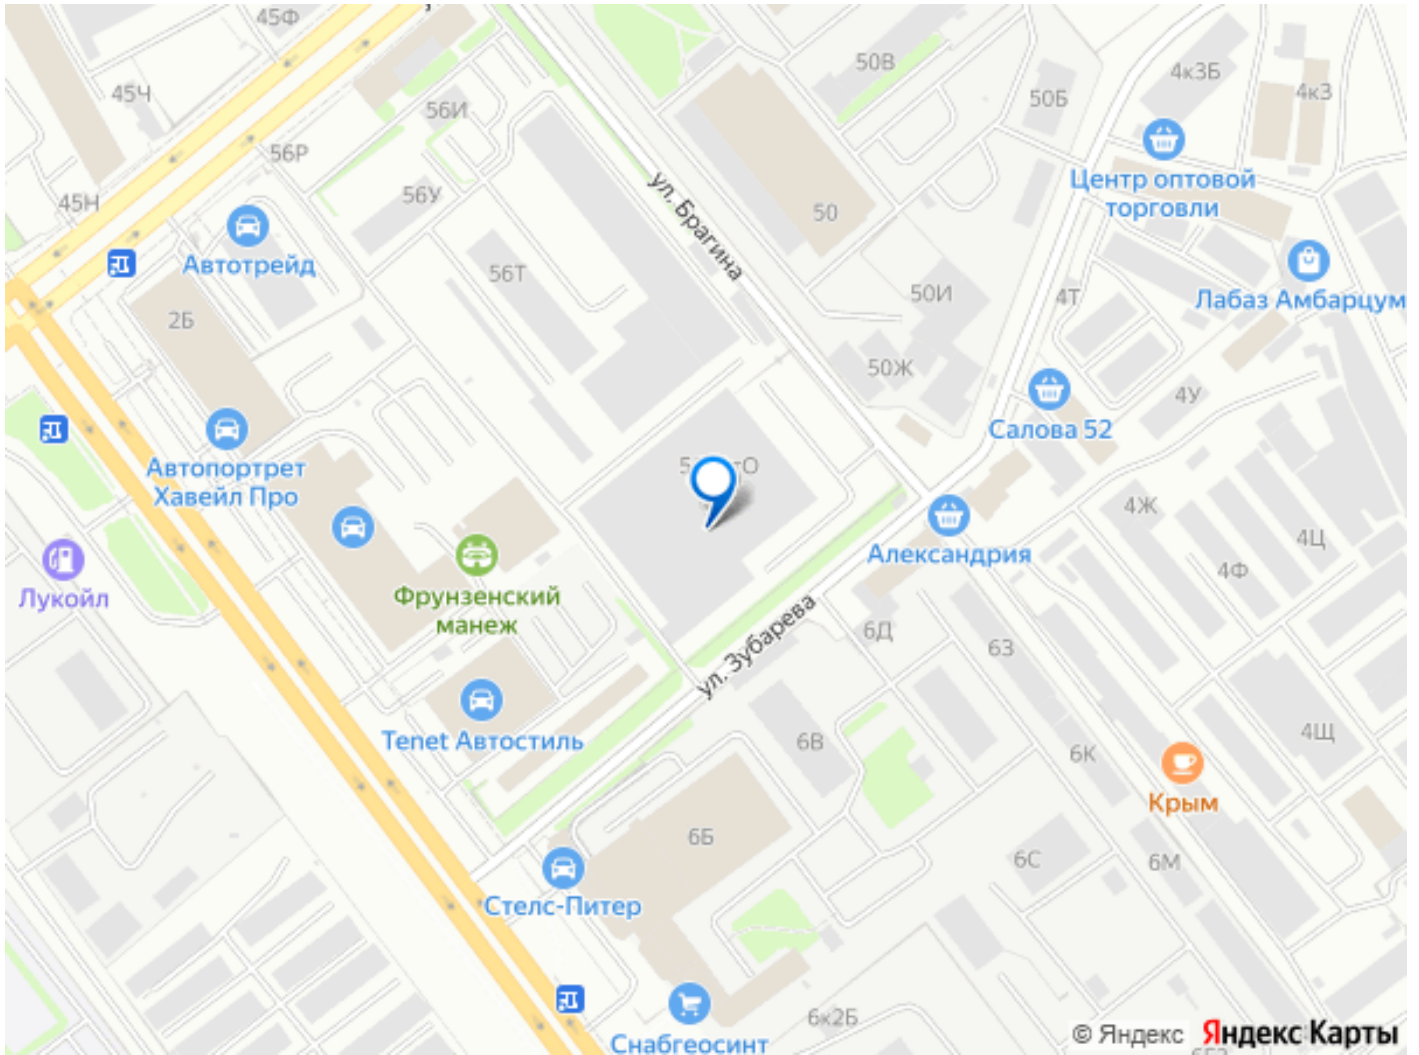 45Ф
45Ч
56И
50В
50Б
4к3Б
4к3
56Р
56У
45Н
ул. Брагина
50
Центр оптовой
торговли
Автотрейд
56Т
50И
4Т
Лабаз Амбарцум
2Б
50Ж
4У
Салова 52
Автопортрет
Хавейл Про
4Ж
4Ц
4Ф
Александрия
Лукойл
Фрунзенский
манеж
ул. Зубарева
6Д
6З
Tenet Автостиль
6В
6К
4Щ
Крым
6Б
6С
6М
Стелс-Питер
6к2Б
Снабгеосинт
© Яндекс Яндекс Карты